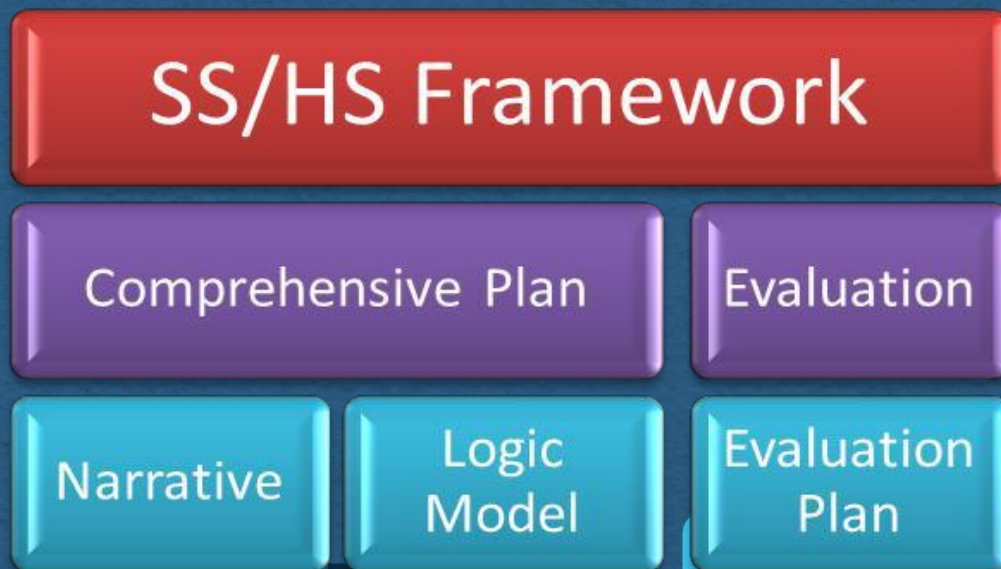 SS/HS Framework
Comprehensive Plan
Evaluation
Narrative
Logic
Model
Evaluation
Plan